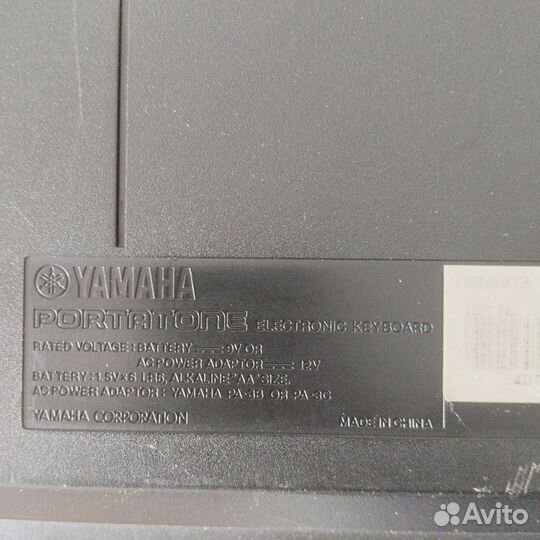 YAMAHA
PORTATONE ELECTRONIC KEYBOARD
RATED VOLTAGE : BATTERY 9V OR
AC POWER ADAPTOR 12V
BATTERY : 1.5V×6 LR6, ALKALINE "AA" SIZE.
AC POWER ADAPTOR : YAMAHA PA-3B OR PA-3C
YAMAHA CORPORATION MADE IN CHINA
Avito